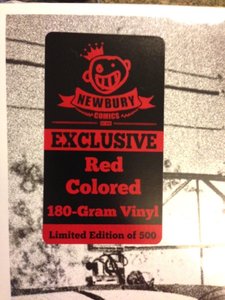 NEWBURY
COMICS
EXCLUSIVE
Red
Colored
180-Gram Vinyl
Limited Edition of 500